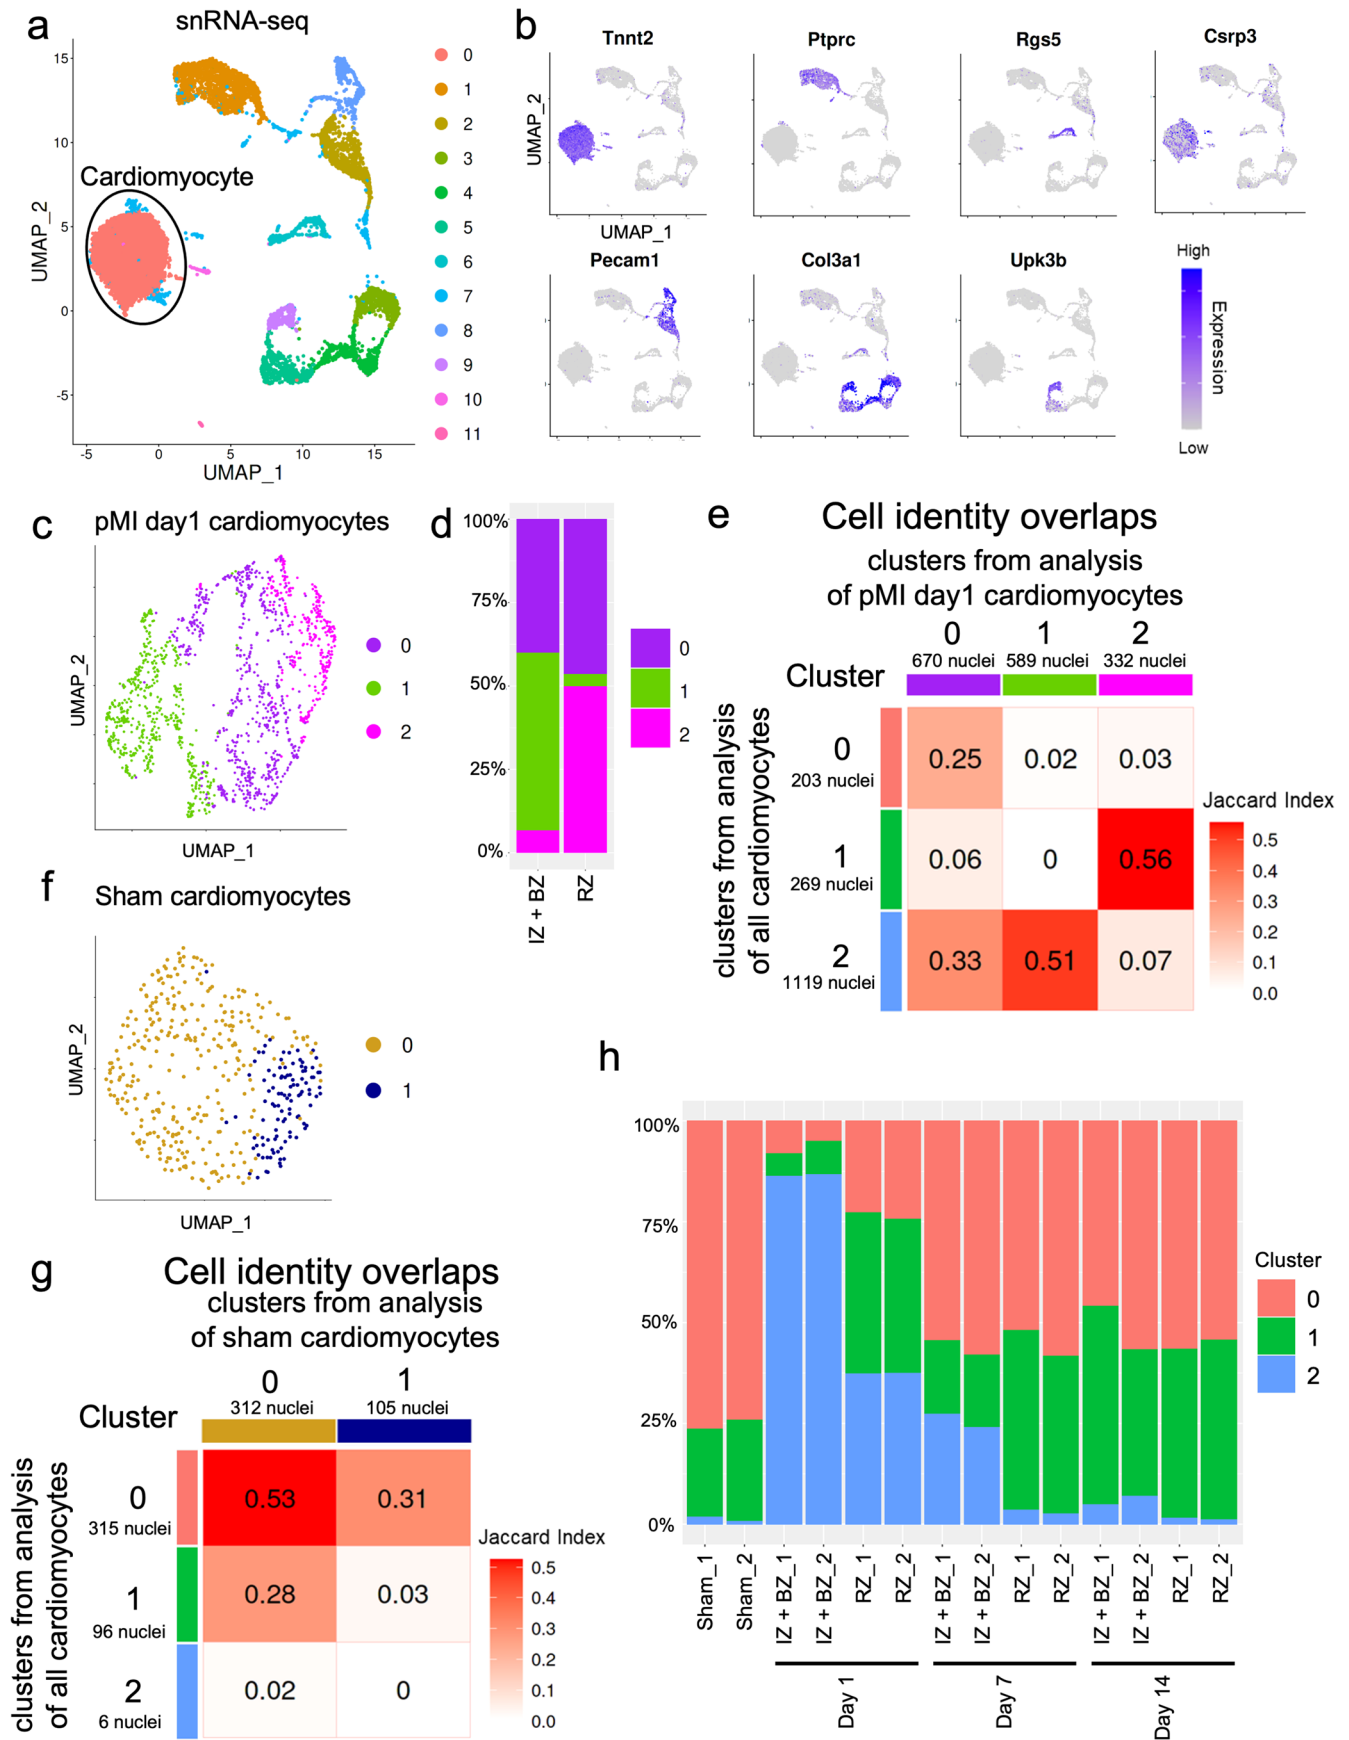 a
snRNA-seq
Cardiomyocyte
UMAP_2
15
10
5
0
-5
-5
0
5
10
15
UMAP_1
0
1
2
3
4
5
6
7
8
9
10
11
b
Tnnt2
Ptprc
Rgs5
Csrp3
UMAP_2
UMAP_1
Pecam1
Col3a1
Upk3b
High
Expression
Low
c
pMI day1 cardiomyocytes
UMAP_2
UMAP_1
0
1
2
d
100%
75%
50%
25%
0%
IZ + BZ
RZ
0
1
2
e
Cell identity overlaps
clusters from analysis
of pMI day1 cardiomyocytes
0
1
2
670 nuclei
589 nuclei
332 nuclei
Cluster
clusters from analysis
of all cardiomyocytes
0
203 nuclei
0.25
0.02
0.03
1
269 nuclei
0.06
0
0.56
2
1119 nuclei
0.33
0.51
0.07
Jaccard Index
0.5
0.4
0.3
0.2
0.1
0.0
f
Sham cardiomyocytes
UMAP_2
UMAP_1
0
1
g
Cell identity overlaps
clusters from analysis
of sham cardiomyocytes
0
1
312 nuclei
105 nuclei
Cluster
clusters from analysis
of all cardiomyocytes
0
315 nuclei
0.53
0.31
1
96 nuclei
0.28
0.03
2
6 nuclei
0.02
0
Jaccard Index
0.5
0.4
0.3
0.2
0.1
0.0
h
100%
75%
50%
25%
0%
Sham_1
Sham_2
IZ + BZ_1
IZ + BZ_2
RZ_1
RZ_2
IZ + BZ_1
IZ + BZ_2
RZ_1
RZ_2
IZ + BZ_1
IZ + BZ_2
RZ_1
RZ_2
Day 1
Day 7
Day 14
Cluster
0
1
2